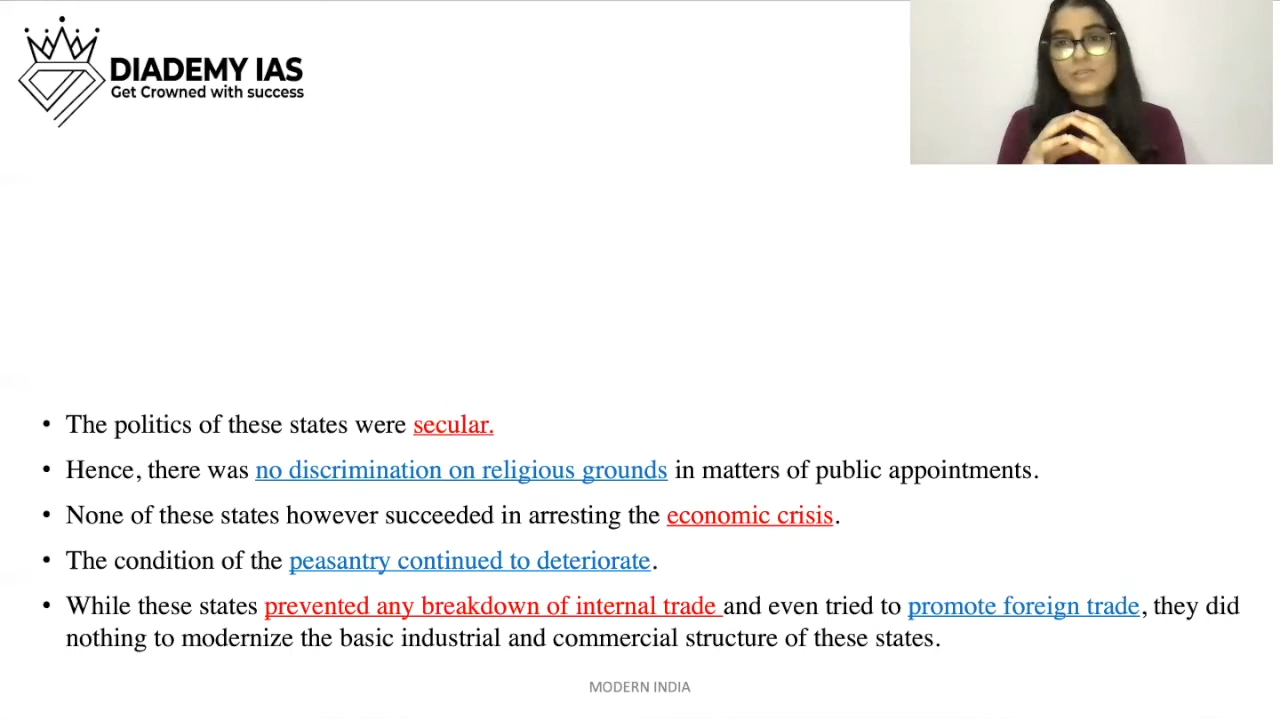 DIADEMY IAS
Get Crowned with success
• The politics of these states were secular.
• Hence, there was no discrimination on religious grounds in matters of public appointments.
• None of these states however succeeded in arresting the economic crisis.
• The condition of the peasantry continued to deteriorate.
• While these states prevented any breakdown of internal trade and even tried to promote foreign trade, they did
nothing to modernize the basic industrial and commercial structure of these states.
MODERN INDIA